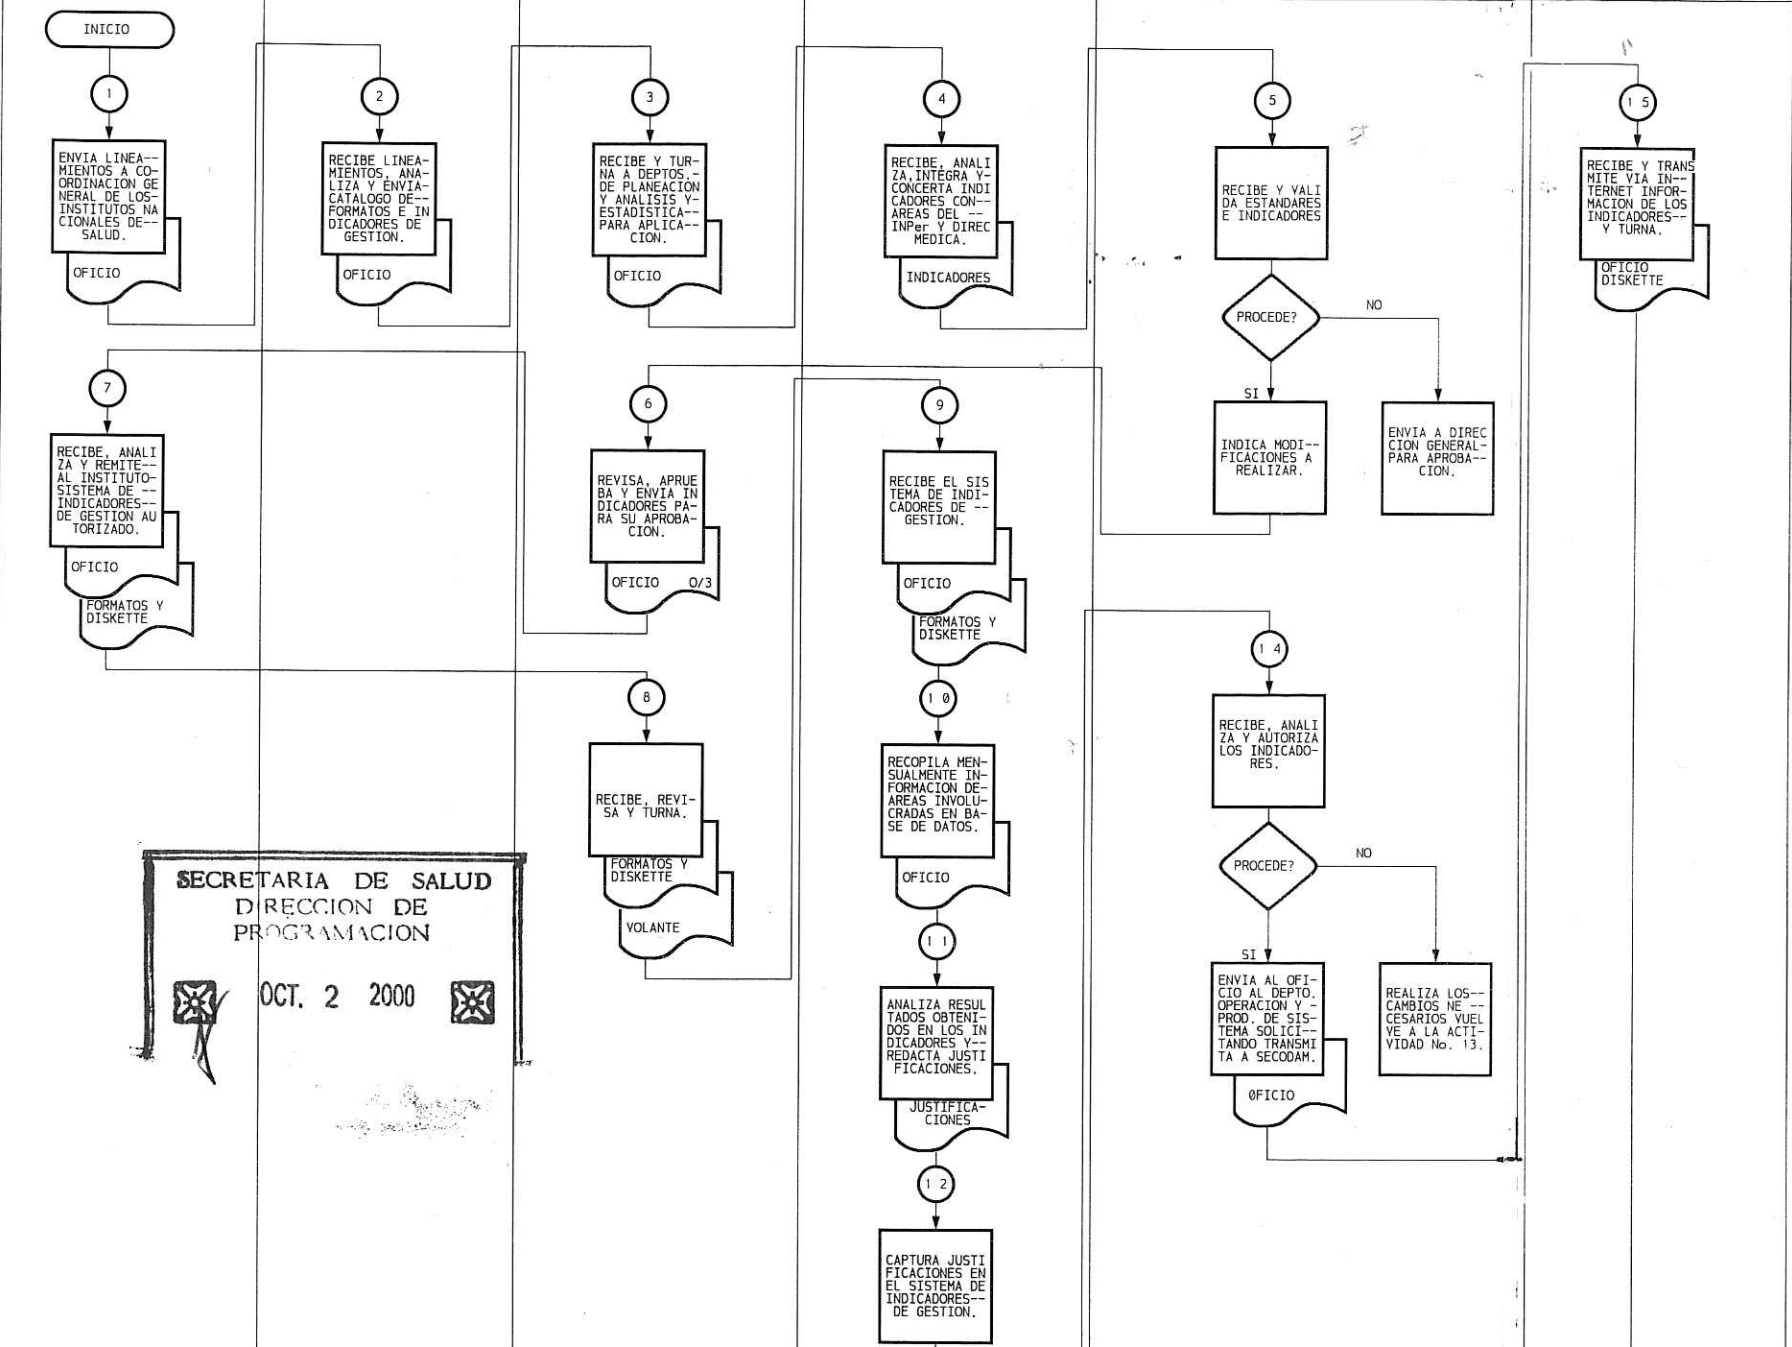 INICIO
1
ENVIA LINEA--
MIENTOS A CO-
ORDINACION GE
NERAL DE LOS-
INSTITUTOS NA
CIONALES DE--
SALUD.
OFICIO
2
RECIBE LINEA-
MIENTOS, ANA-
LIZA Y ENVIA-
CATALOGO DE--
FORMATOS E IN
DICADORES DE
GESTION.
OFICIO
3
RECIBE Y TUR-
NA A DEPTOS.-
DE PLANEACION
Y ANALISIS Y-
ESTADISTICA--
PARA APLICA--
CION.
OFICIO
4
RECIBE, ANALI
ZA,INTEGRA Y-
CONCERTA INDI
CADORES CON--
AREAS DEL --
INPer Y DIREC
MEDICA.
INDICADORES
5
RECIBE Y VALI
DA ESTANDARES
E INDICADORES
PROCEDE?
NO
SI
INDICA MODI--
FICACIONES A
REALIZAR.
ENVIA A DIREC
CION GENERAL-
PARA APROBA--
CION.
1 5
RECIBE Y TRANS
MITE VIA IN--
TERNET INFOR-
MACION DE LOS
INDICADORES--
Y TURNA.
OFICIO
DISKETTE
7
RECIBE, ANALI
ZA Y REMITE--
AL INSTITUTO-
SISTEMA DE --
INDICADORES--
DE GESTION AU
TORIZADO.
OFICIO
FORMATOS Y
DISKETTE
6
REVISA, APRUE
BA Y ENVIA IN
DICADORES PA-
RA SU APROBA-
CION.
OFICIO O/3
9
RECIBE EL SIS
TEMA DE INDI-
CADORES DE --
GESTION.
OFICIO
FORMATOS Y
DISKETTE
8
RECIBE, REVI-
SA Y TURNA.
FORMATOS Y
DISKETTE
VOLANTE
1 0
RECOPILA MEN-
SUALMENTE IN-
FORMACION DE-
AREAS INVOLU-
CRADAS EN BA-
SE DE DATOS.
OFICIO
1 1
ANALIZA RESUL
TADOS OBTENI-
DOS EN LOS IN
DICADORES Y--
REDACTA JUSTI
FICACIONES.
JUSTIFICA-
CIONES
1 2
CAPTURA JUSTI
FICACIONES EN
EL SISTEMA DE
INDICADORES--
DE GESTION.
1 4
RECIBE, ANALI
ZA Y AUTORIZA
LOS INDICADO-
RES.
PROCEDE?
NO
SI
ENVIA AL OFI-
CIO AL DEPTO.
OPERACION Y -
PROD. DE SIS-
TEMA SOLICI--
TANDO TRANSMI
TA A SECODAM.
OFICIO
REALIZA LOS--
CAMBIOS NE --
CESARIOS VUEL
VE A LA ACTI-
VIDAD No. 13.
SECRETARIA DE SALUD
DIRECCION DE
PROGRAMACION
OCT. 2 2000